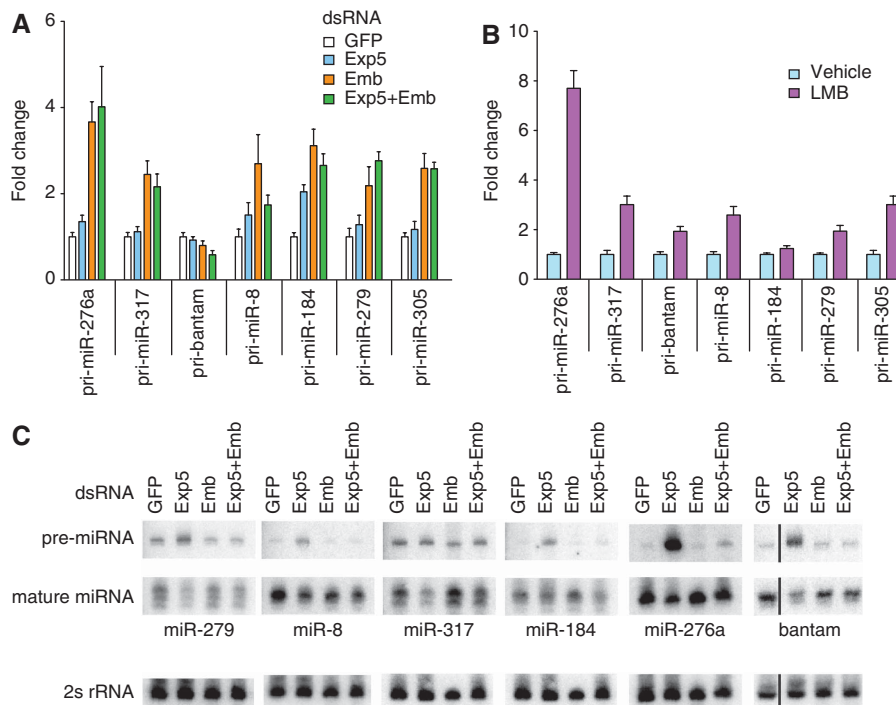 A
dsRNA
GFP
Exp5
Emb
Exp5+Emb
Fold change
6
4
2
0
pri-miR-276a
pri-miR-317
pri-bantam
pri-miR-8
pri-miR-184
pri-miR-279
pri-miR-305
B
Vehicle
LMB
Fold change
10
8
6
4
2
0
pri-miR-276a
pri-miR-317
pri-bantam
pri-miR-8
pri-miR-184
pri-miR-279
pri-miR-305
C
dsRNA
GFP Exp5 Emb Exp5+Emb GFP Exp5 Emb Exp5+Emb GFP Exp5 Emb Exp5+Emb GFP Exp5 Emb Exp5+Emb GFP Exp5 Emb Exp5+Emb GFP Exp5 Emb Exp5+Emb
pre-miRNA
mature miRNA
miR-279 miR-8 miR-317 miR-184 miR-276a bantam
2s rRNA